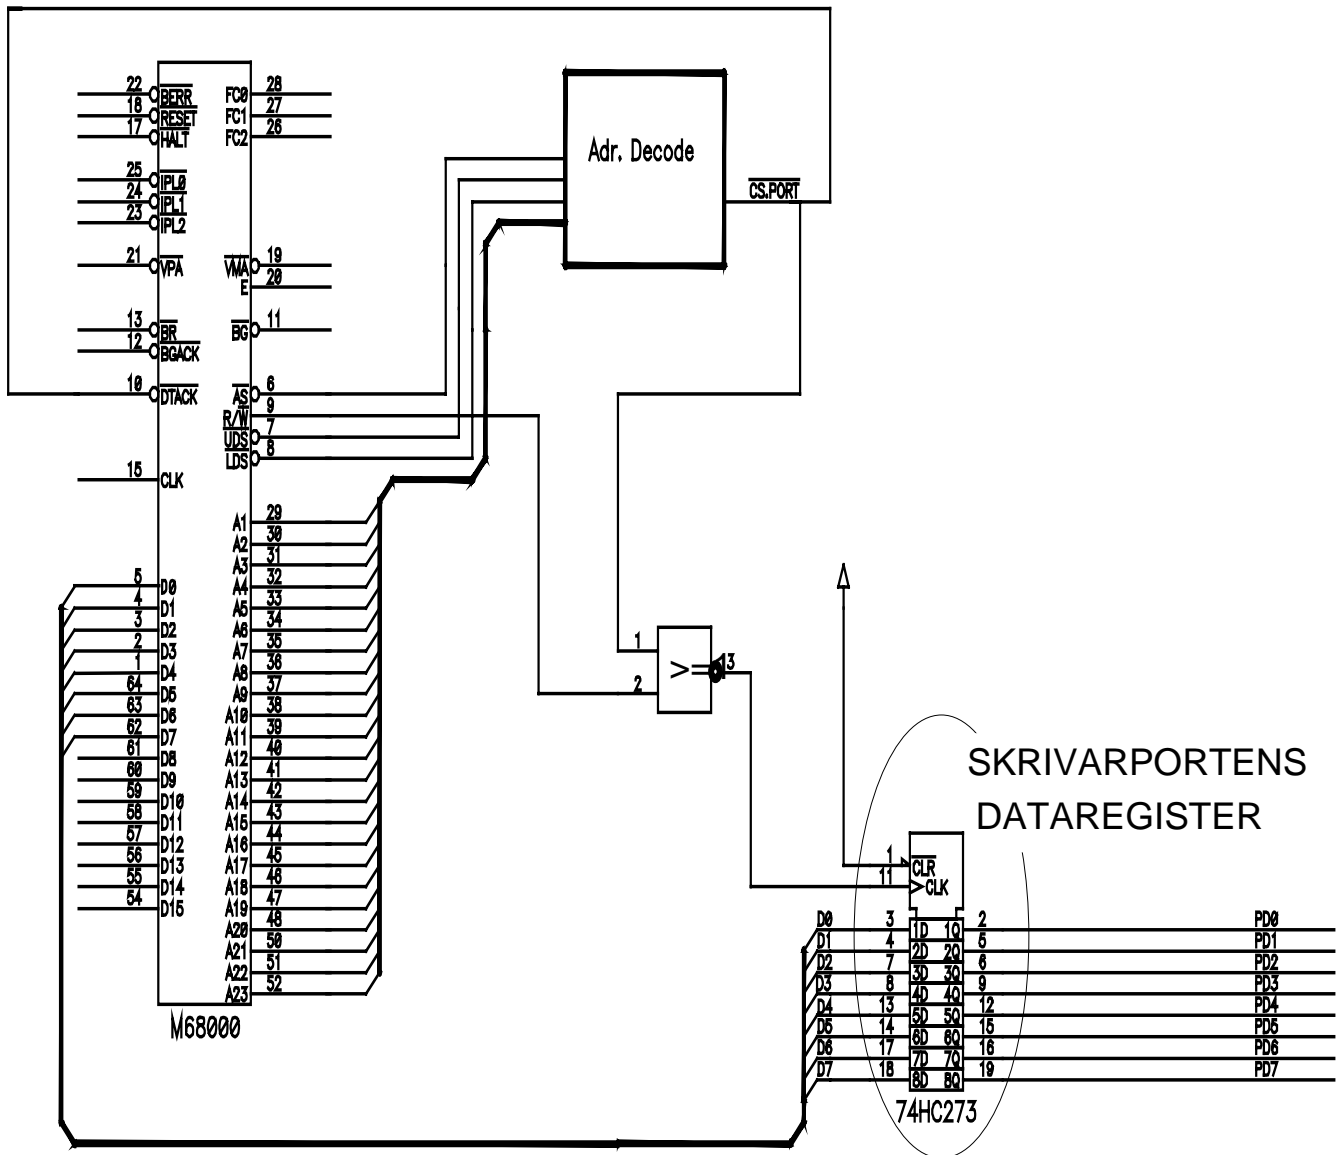 22 BERR FC0 28
18 RESET FC1 27
17 HALT FC2 26
25 IPL0
24 IPL1
23 IPL2
21 VPA VMA 19
E 20
13 BR BG 11
12 BGACK
10 DTACK AS 6
R/W 9
UDS 7
LDS 8
15 CLK
A1 29
A2 30
A3 31
5 D0 A4 32
4 D1 A5 33
3 D2 A6 34
2 D3 A7 35
1 D4 A8 36
64 D5 A9 37
63 D6 A10 38
62 D7 A11 39
61 D8 A12 40
60 D9 A13 41
59 D10 A14 42
58 D11 A15 43
57 D12 A16 44
56 D13 A17 45
55 D14 A18 46
54 D15 A19 47
A20 48
A21 50
A22 51
A23 52
M68000
Adr. Decode
CS.PORT
1
2
>=
13
SKRIVARPORTENS
DATAREGISTER
1 CLR
11 CLK
D0 3 1D 1Q 2 PD0
D1 4 2D 2Q 5 PD1
D2 7 3D 3Q 6 PD2
D3 8 4D 4Q 9 PD3
D4 13 5D 5Q 12 PD4
D5 14 6D 6Q 15 PD5
D6 17 7D 7Q 16 PD6
D7 18 8D 8Q 19 PD7
74HC273